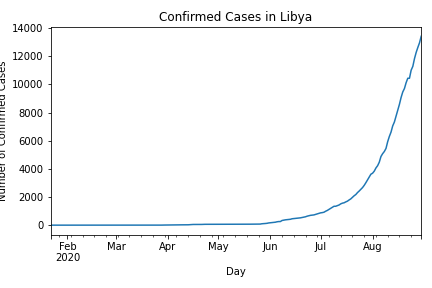 Confirmed Cases in Libya
Number of Confirmed Cases
14000
12000
10000
8000
6000
4000
2000
0
Feb
2020
Mar
Apr
May
Jun
Jul
Aug
Day